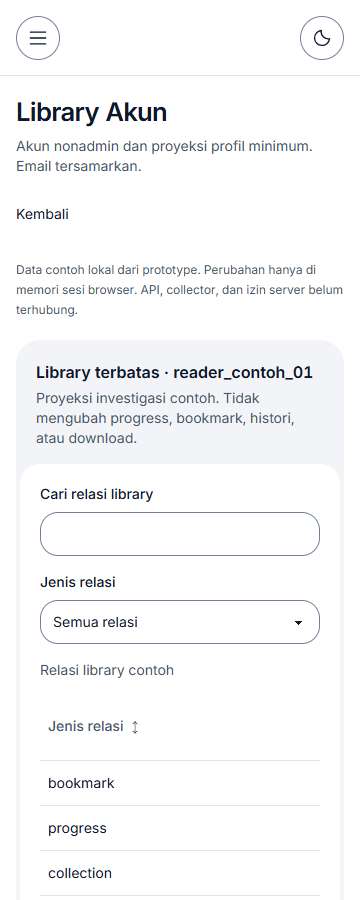 Library Akun
Akun nonadmin dan proyeksi profil minimum.
Email tersamarkan.
Kembali
Data contoh lokal dari prototype. Perubahan hanya di
memori sesi browser. API, collector, dan izin server belum
terhubung.
Library terbatas · reader_contoh_01
Proyeksi investigasi contoh. Tidak
mengubah progress, bookmark, histori,
atau download.
Cari relasi library
Jenis relasi
Semua relasi
Relasi library contoh
Jenis relasi
bookmark
progress
collection